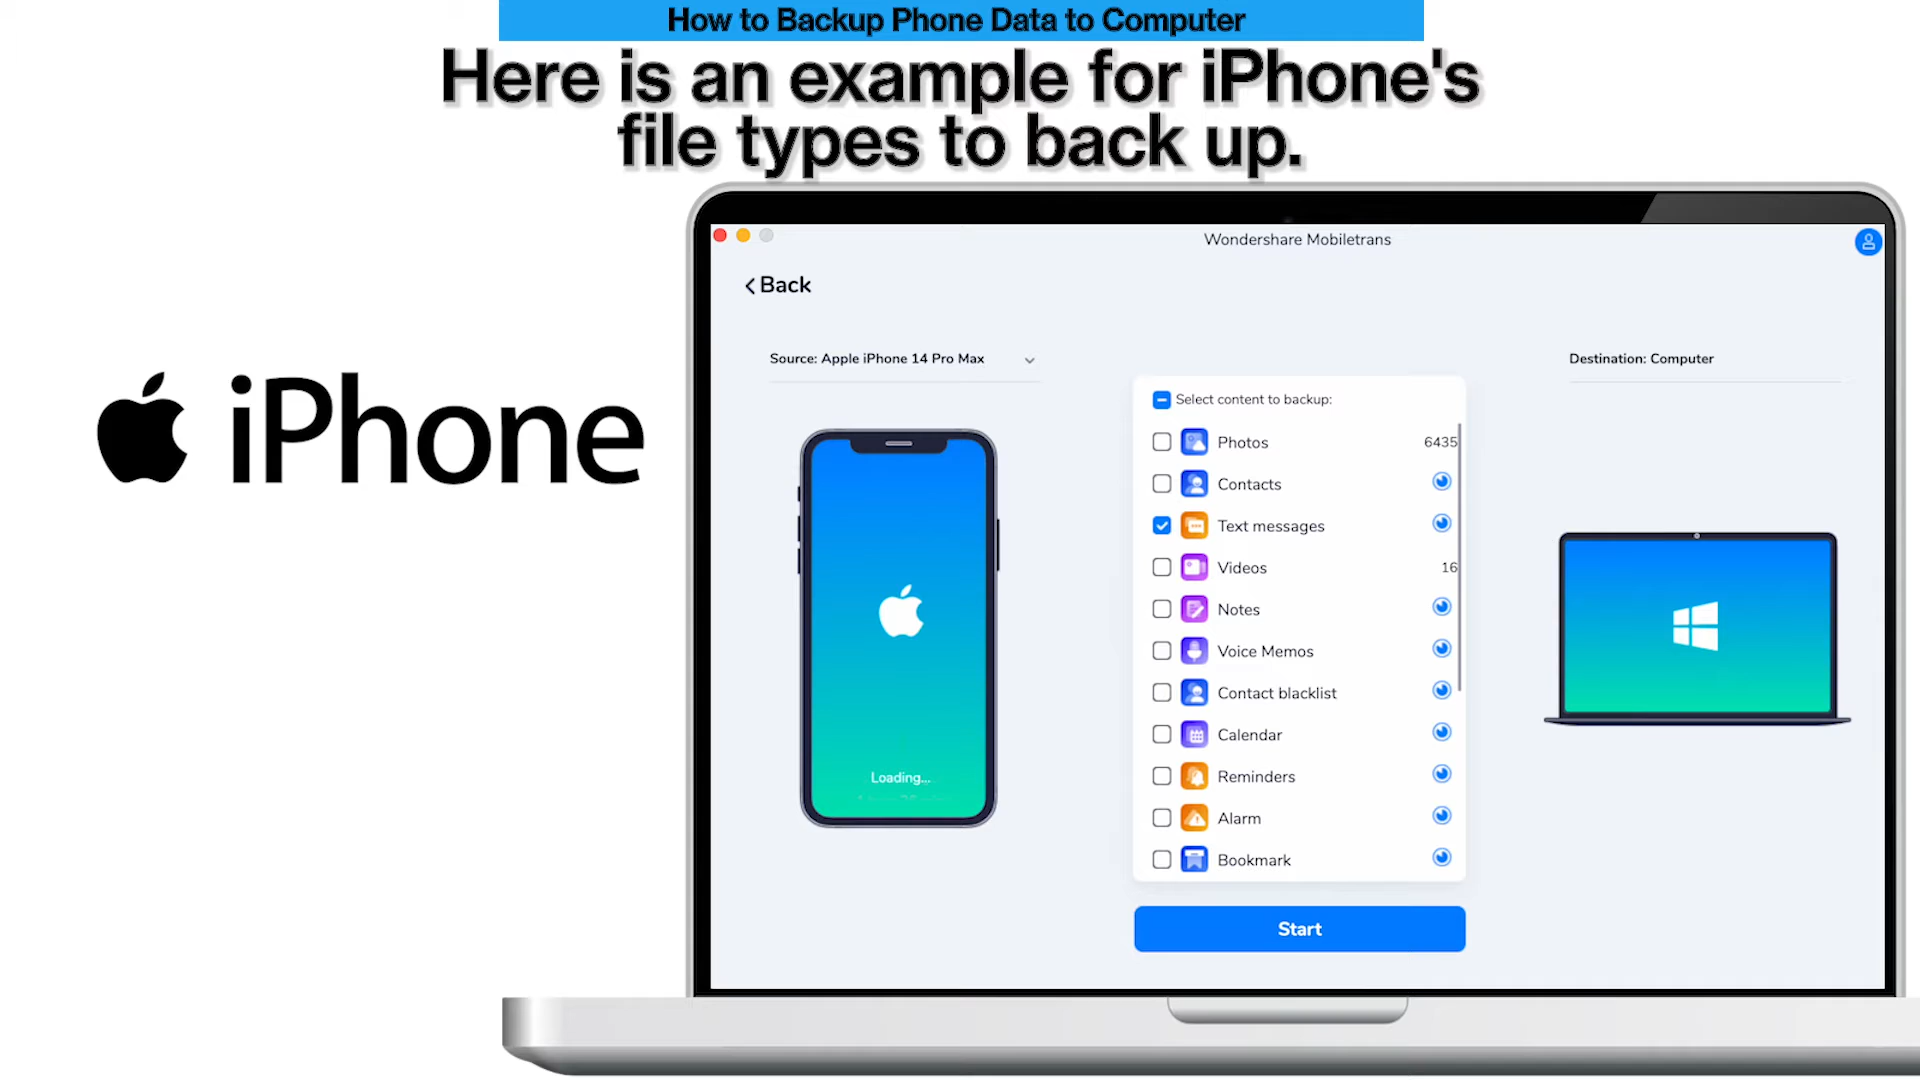 How to Backup Phone Data to Computer
Here is an example for iPhone's
file types to back up.
iPhone
Wondershare Mobiletrans
Back
Source: Apple iPhone 14 Pro Max
Destination: Computer
Select content to backup:
Photos 6435
Contacts
Text messages
Videos 16
Notes
Voice Memos
Contact blacklist
Calendar
Reminders
Alarm
Bookmark
Loading...
Start